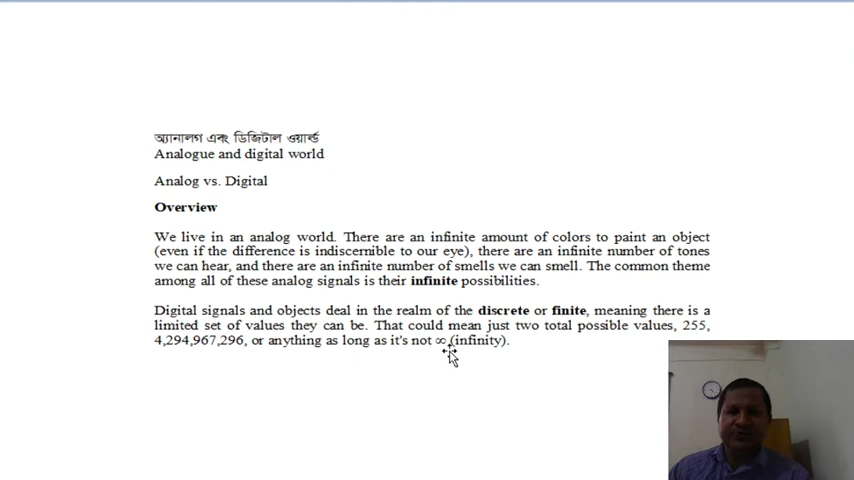 অ্যানালগ এবং ডিজিটাল ওয়ার্ল্ড
Analogue and digital world
Analog vs. Digital
Overview
We live in an analog world. There are an infinite amount of colors to paint an object
(even if the difference is indiscernible to our eye), there are an infinite number of tones
we can hear, and there are an infinite number of smells we can smell. The common theme
among all of these analog signals is their infinite possibilities.
Digital signals and objects deal in the realm of the discrete or finite, meaning there is a
limited set of values they can be. That could mean just two total possible values, 255,
4,294,967,296, or anything as long as it's not ∞ (infinity).